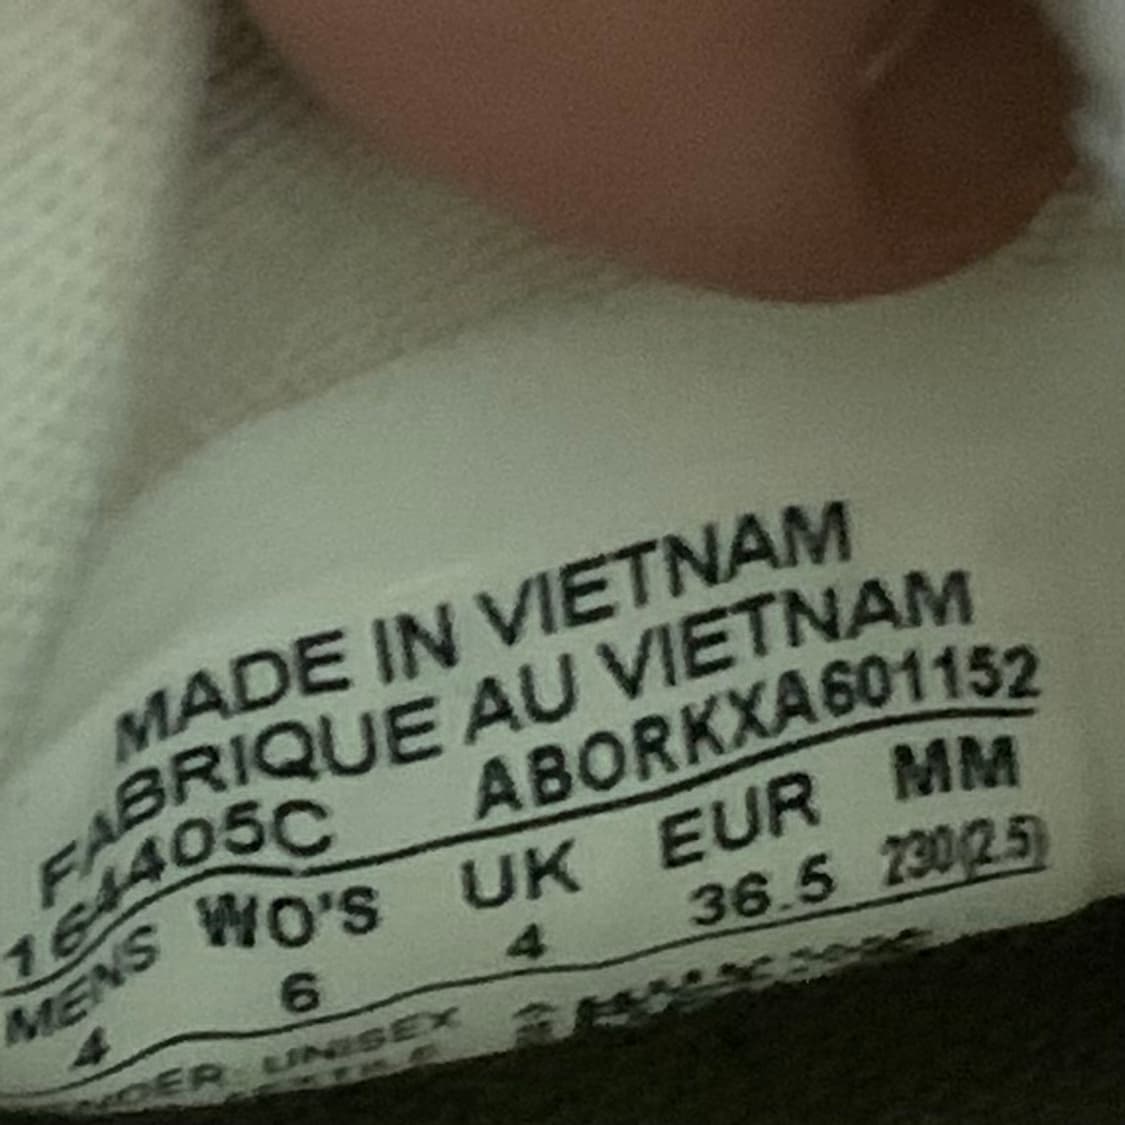 MADE IN VIETNAM
FABRIQUE AU VIETNAM
164405C ABORKXA601152
MENS WO'S UK EUR MM
4 6 4 36.5 230(2.5)
UNISEX